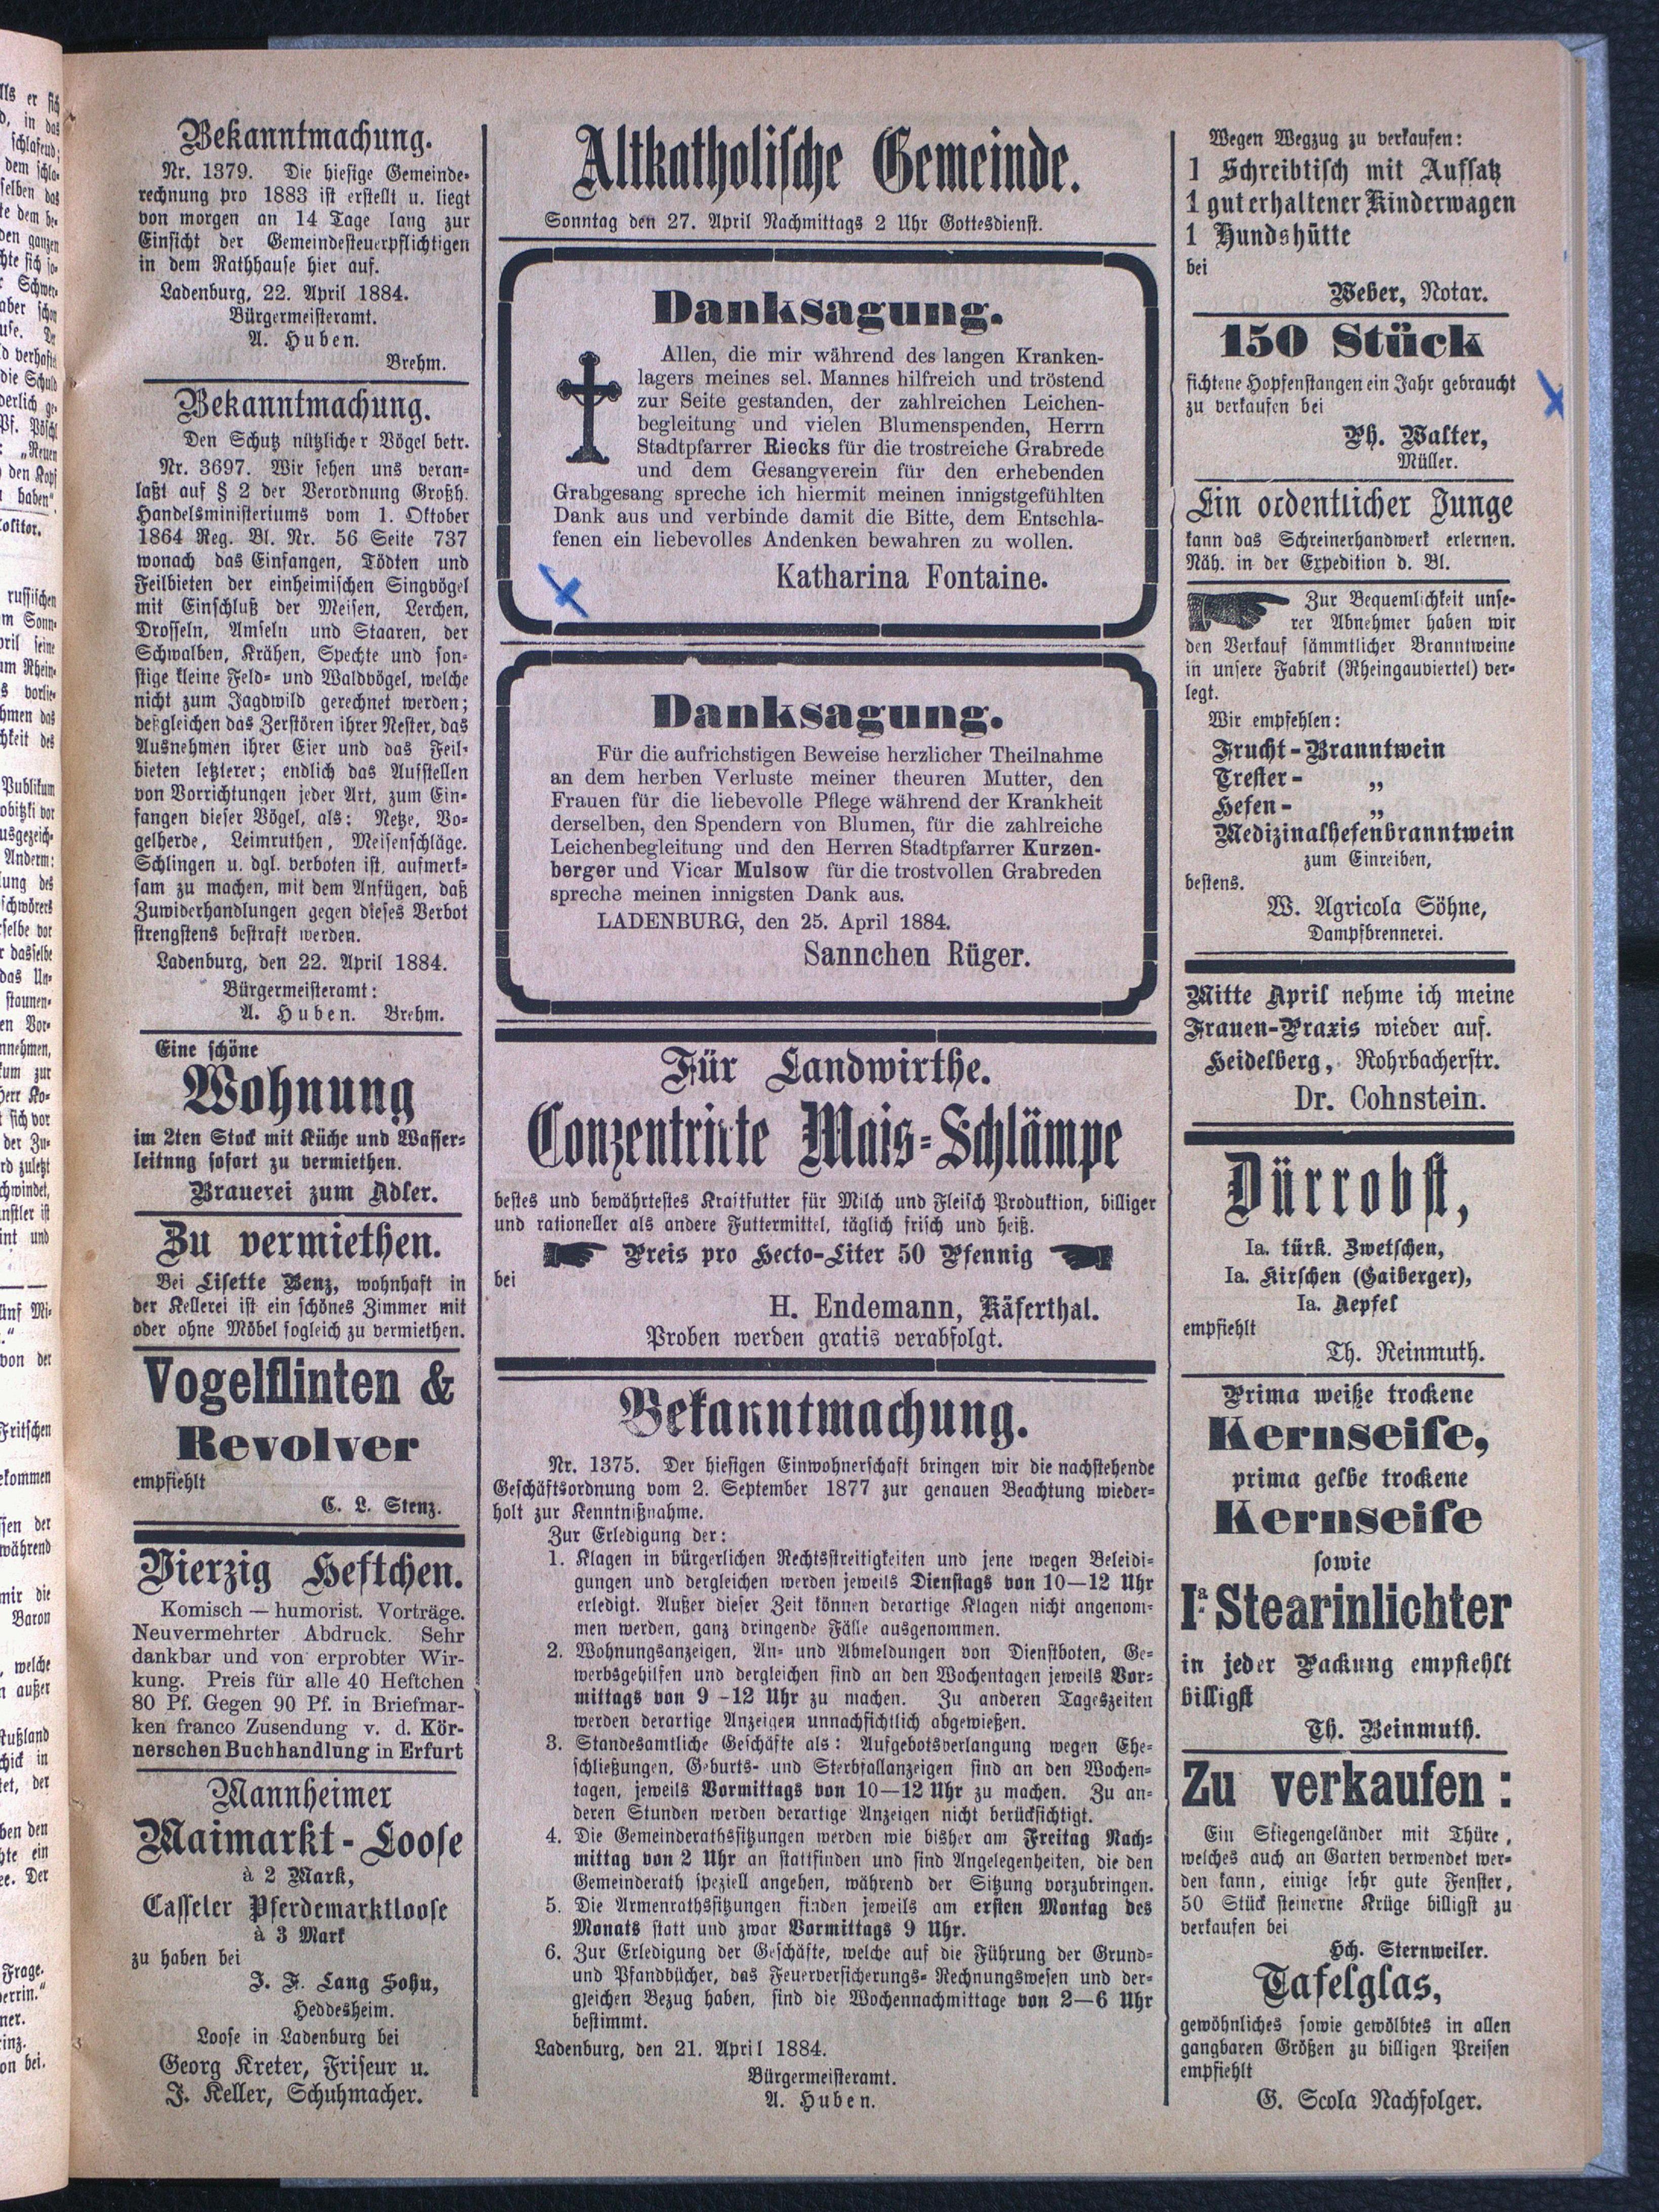 Bekanntmachung.
Nr. 1379. Die hiesige Gemeinde-
rechnung pro 1883 ist erstellt u. liegt
von morgen an 14 Tage lang zur
Einsicht der Gemeindesteuerpflichtigen
in dem Rathhause hier auf.
Ladenburg, 22. April 1884.
Bürgermeisteramt.
A. Huben.
Brehm.
Bekanntmachung.
Den Schutz nützlicher Vögel betr.
Nr. 3697. Wir sehen uns veran-
laßt auf § 2 der Verordnung Großh.
Handelsministeriums vom 1. Oktober
1864 Reg. Bl. Nr. 56 Seite 737
wonach das Einfangen, Tödten und
Feilbieten der einheimischen Singvögel
mit Einschluß der Meisen, Lerchen,
Drosseln, Amseln und Staaren, der
Schwalben, Krähen, Spechte und son-
stige kleine Feld- und Waldvögel, welche
nicht zum Jagdwild gerechnet werden;
deßgleichen das Zerstören ihrer Nester, das
Ausnehmen ihrer Eier und das Feil-
bieten letzterer; endlich das Aufstellen
von Vorrichtungen jeder Art, zum Ein-
fangen dieser Vögel, als: Netze, Vo-
gelherde, Leimruthen, Meisenschläge.
Schlingen u. dgl. verboten ist, aufmerk-
sam zu machen, mit dem Anfügen, daß
Zuwiderhandlungen gegen dieses Verbot
strengstens bestraft werden.
Ladenburg, den 22. April 1884.
Bürgermeisteramt:
A. Huben. Brehm.
Eine schöne
Wohnung
im 2ten Stock mit Küche und Wasser-
leitnng sofort zu vermiethen.
Brauerei zum Adler.
Zu vermiethen.
Bei Lisette Benz, wohnhaft in
der Kellerei ist ein schönes Zimmer mit
oder ohne Möbel sogleich zu vermiethen.
Vogelflinten &
Revolver
empfiehlt
C. L. Stenz.
Vierzig Heftchen.
Komisch — humorist. Vorträge.
Neuvermehrter Abdruck. Sehr
dankbar und von erprobter Wir-
kung. Preis für alle 40 Heftchen
80 Pf. Gegen 90 Pf. in Briefmar-
ken franco Zusendung v. d. Kör-
nerschen Buchhandlung in Erfurt
Mannheimer
Maimarkt-Loose
à 2 Mark,
Casseler Pferdemarktloose
à 3 Mark
zu haben bei
J. F. Lang Sohn,
Heddesheim.
Loose in Ladenburg bei
Georg Kreter, Friseur u.
J. Keller, Schuhmacher.
Altkatholische Gemeinde.
Sonntag den 27. April Nachmittags 2 Uhr Gottesdienst.
Danksagung.
Allen, die mir während des langen Kranken-
lagers meines sel. Mannes hilfreich und tröstend
zur Seite gestanden, der zahlreichen Leichen-
begleitung und vielen Blumenspenden, Herrn
Stadtpfarrer Riecks für die trostreiche Grabrede
und dem Gesangverein für den erhebenden
Grabgesang spreche ich hiermit meinen innigstgefühlten
Dank aus und verbinde damit die Bitte, dem Entschla-
fenen ein liebevolles Andenken bewahren zu wollen.
Katharina Fontaine.
Danksagung.
Für die aufrichstigen Beweise herzlicher Theilnahme
an dem herben Verluste meiner theuren Mutter, den
Frauen für die liebevolle Pflege während der Krankheit
derselben, den Spendern von Blumen, für die zahlreiche
Leichenbegleitung und den Herren Stadtpfarrer Kurzen-
berger und Vicar Mulsow für die trostvollen Grabreden
spreche meinen innigsten Dank aus.
LADENBURG, den 25. April 1884.
Sannchen Rüger.
Für Landwirthe.
Conzentrirte Mais-Schlämpe
bestes und bewährtestes Kraftfutter für Milch und Fleisch Produktion, billiger
und rationeller als andere Futtermittel, täglich frisch und heiß.
Preis pro Hecto-Liter 50 Pfennig
bei
H. Endemann, Käferthal.
Proben werden gratis verabfolgt.
Bekanntmachung.
Nr. 1375. Der hiesigen Einwohnerschaft bringen wir die nachstehende
Geschäftsordnung vom 2. September 1877 zur genauen Beachtung wieder-
holt zur Kenntnißnahme.
Zur Erledigung der:
1. Klagen in bürgerlichen Rechtsstreitigkeiten und jene wegen Beleidi-
gungen und dergleichen werden jeweils Dienstags von 10—12 Uhr
erledigt. Außer dieser Zeit können derartige Klagen nicht angenom-
men werden, ganz dringende Fälle ausgenommen.
2. Wohnungsanzeigen, An- und Abmeldungen von Dienstboten, Ge-
werbsgehilfen und dergleichen sind an den Wochentagen jeweils Vor-
mittags von 9-12 Uhr zu machen. Zu anderen Tageszeiten
werden derartige Anzeigen unnachsichtlich abgewießen.
3. Standesamtliche Geschäfte als: Aufgebotsverlangung wegen Ehe-
schließungen, Geburts- und Sterbfallanzeigen sind an den Wochen-
tagen, jeweils Vormittags von 10—12 Uhr zu machen. Zu an-
deren Stunden werden derartige Anzeigen nicht berücksichtigt.
4. Die Gemeinderathssitzungen werden wie bisher am Freitag Nach-
mittag von 2 Uhr an stattfinden und sind Angelegenheiten, die den
Gemeinderath speziell angehen, während der Sitzung vorzubringen.
5. Die Armenrathssitzungen finden jeweils am ersten Montag des
Monats statt und zwar Vormittags 9 Uhr.
6. Zur Erledigung der Geschäfte, welche auf die Führung der Grund-
und Pfandbücher, das Feuerversicherungs- Rechnungswesen und der-
gleichen Bezug haben, sind die Wochennachmittage von 2—6 Uhr
bestimmt.
Ladenburg, den 21. April 1884.
Bürgermeisteramt.
A. Huben.
Wegen Wegzug zu verkaufen:
1 Schreibtisch mit Aufsatz
1 gut erhaltener Kinderwagen
1 Hundshütte
bei
Weber, Notar.
150 Stück
fichtene Hopfenstangen ein Jahr gebraucht
zu verkaufen bei
Ph. Walter,
Müller.
Ein ordentlicher Junge
kann das Schreinerhandwerk erlernen.
Näh. in der Expedition d. Bl.
Zur Bequemlichkeit unse-
rer Abnehmer haben wir
den Verkauf sämmtlicher Branntweine
in unsere Fabrik (Rheingauviertel) ver-
legt.
Wir empfehlen:
Frucht-Branntwein
Trester- „
Hefen- „
Medizinalhefenbranntwein
zum Einreiben,
bestens.
W. Agricola Söhne,
Dampfbrennerei.
Mitte April nehme ich meine
Frauen-Praxis wieder auf.
Heidelberg, Rohrbacherstr.
Dr. Cohnstein.
Dürrobst,
Ia. türk. Zwetschen,
Ia. Kirschen (Gaiberger),
Ia. Aepfel
empfiehlt
Th. Reinmuth.
Prima weiße trockene
Kernseife,
prima gelbe trockene
Kernseife
sowie
Iª Stearinlichter
in jeder Packung empfiehlt
billigst
Th. Beinmuth.
Zu verkaufen:
Ein Stiegengeländer mit Thüre,
welches auch an Garten verwendet wer-
den kann, einige sehr gute Fenster,
50 Stück steinerne Krüge billigst zu
verkaufen bei
Hch. Sternweiler.
Tafelglas,
gewöhnliches sowie gewölbtes in allen
gangbaren Größen zu billigen Preisen
empfiehlt
G. Scola Nachfolger.